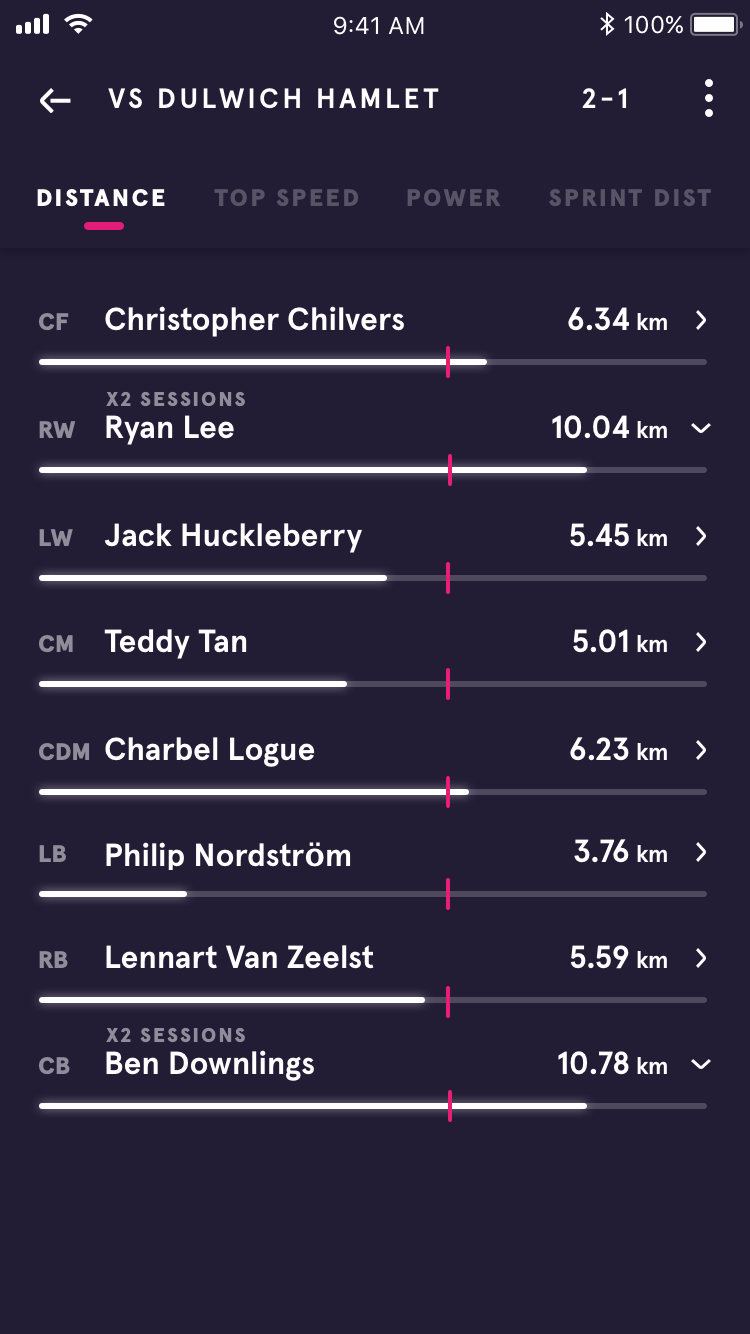 9:41 AM 100%
VS DULWICH HAMLET 2-1
DISTANCE TOP SPEED POWER SPRINT DIST
CF Christopher Chilvers 6.34 km
X2 SESSIONS
RW Ryan Lee 10.04 km
LW Jack Huckleberry 5.45 km
CM Teddy Tan 5.01 km
CDM Charbel Logue 6.23 km
LB Philip Nordström 3.76 km
RB Lennart Van Zeelst 5.59 km
X2 SESSIONS
CB Ben Downlings 10.78 km